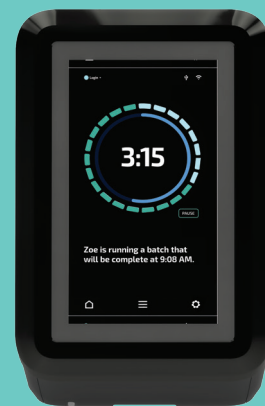 Login
3:15
PAUSE
Zoe is running a batch that
will be complete at 9:08 AM.